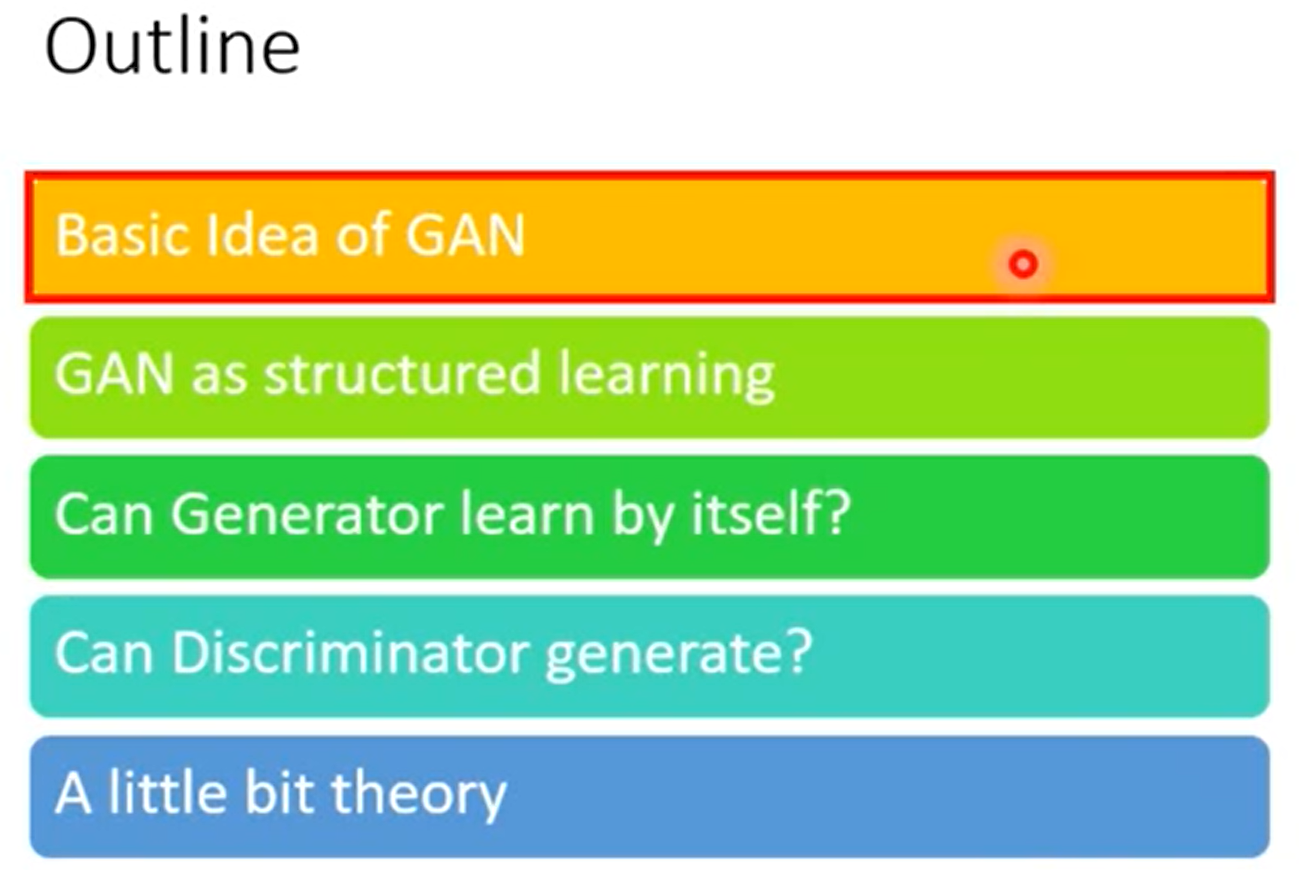 Outline
Basic Idea of GAN
GAN as structured learning
Can Generator learn by itself?
Can Discriminator generate?
A little bit theory